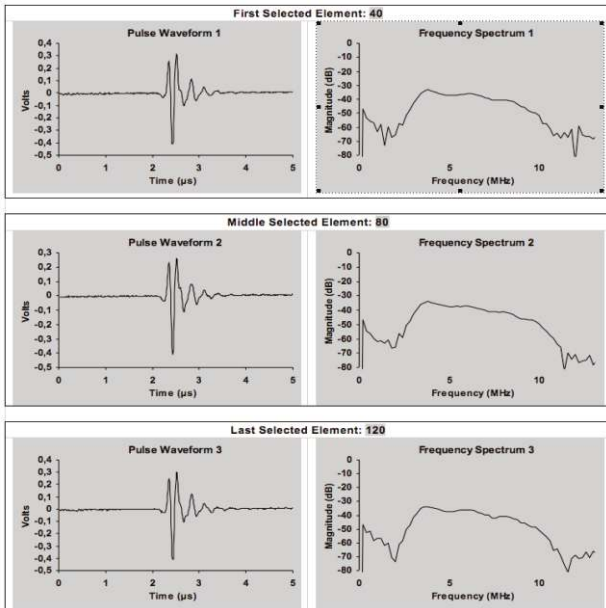 First Selected Element: 40
Pulse Waveform 1
0,4
0,3
0,2
0,1
0
-0,1
-0,2
-0,3
-0,4
-0,5
Volts
0 1 2 3 4 5
Time (µs)
Frequency Spectrum 1
0
-10
-20
-30
-40
-50
-60
-70
-80
Magnitude (dB)
0 5 10
Frequency (MHz)
Middle Selected Element: 80
Pulse Waveform 2
0,3
0,2
0,1
0
-0,1
-0,2
-0,3
-0,4
-0,5
Volts
0 1 2 3 4 5
Time (µs)
Frequency Spectrum 2
0
-10
-20
-30
-40
-50
-60
-70
-80
Magnitude (dB)
0 5 10
Frequency (MHz)
Last Selected Element: 120
Pulse Waveform 3
0,4
0,3
0,2
0,1
0
-0,1
-0,2
-0,3
-0,4
-0,5
Volts
0 1 2 3 4 5
Time (µs)
Frequency Spectrum 3
0
-10
-20
-30
-40
-50
-60
-70
-80
Magnitude (dB)
0 5 10
Frequency (MHz)